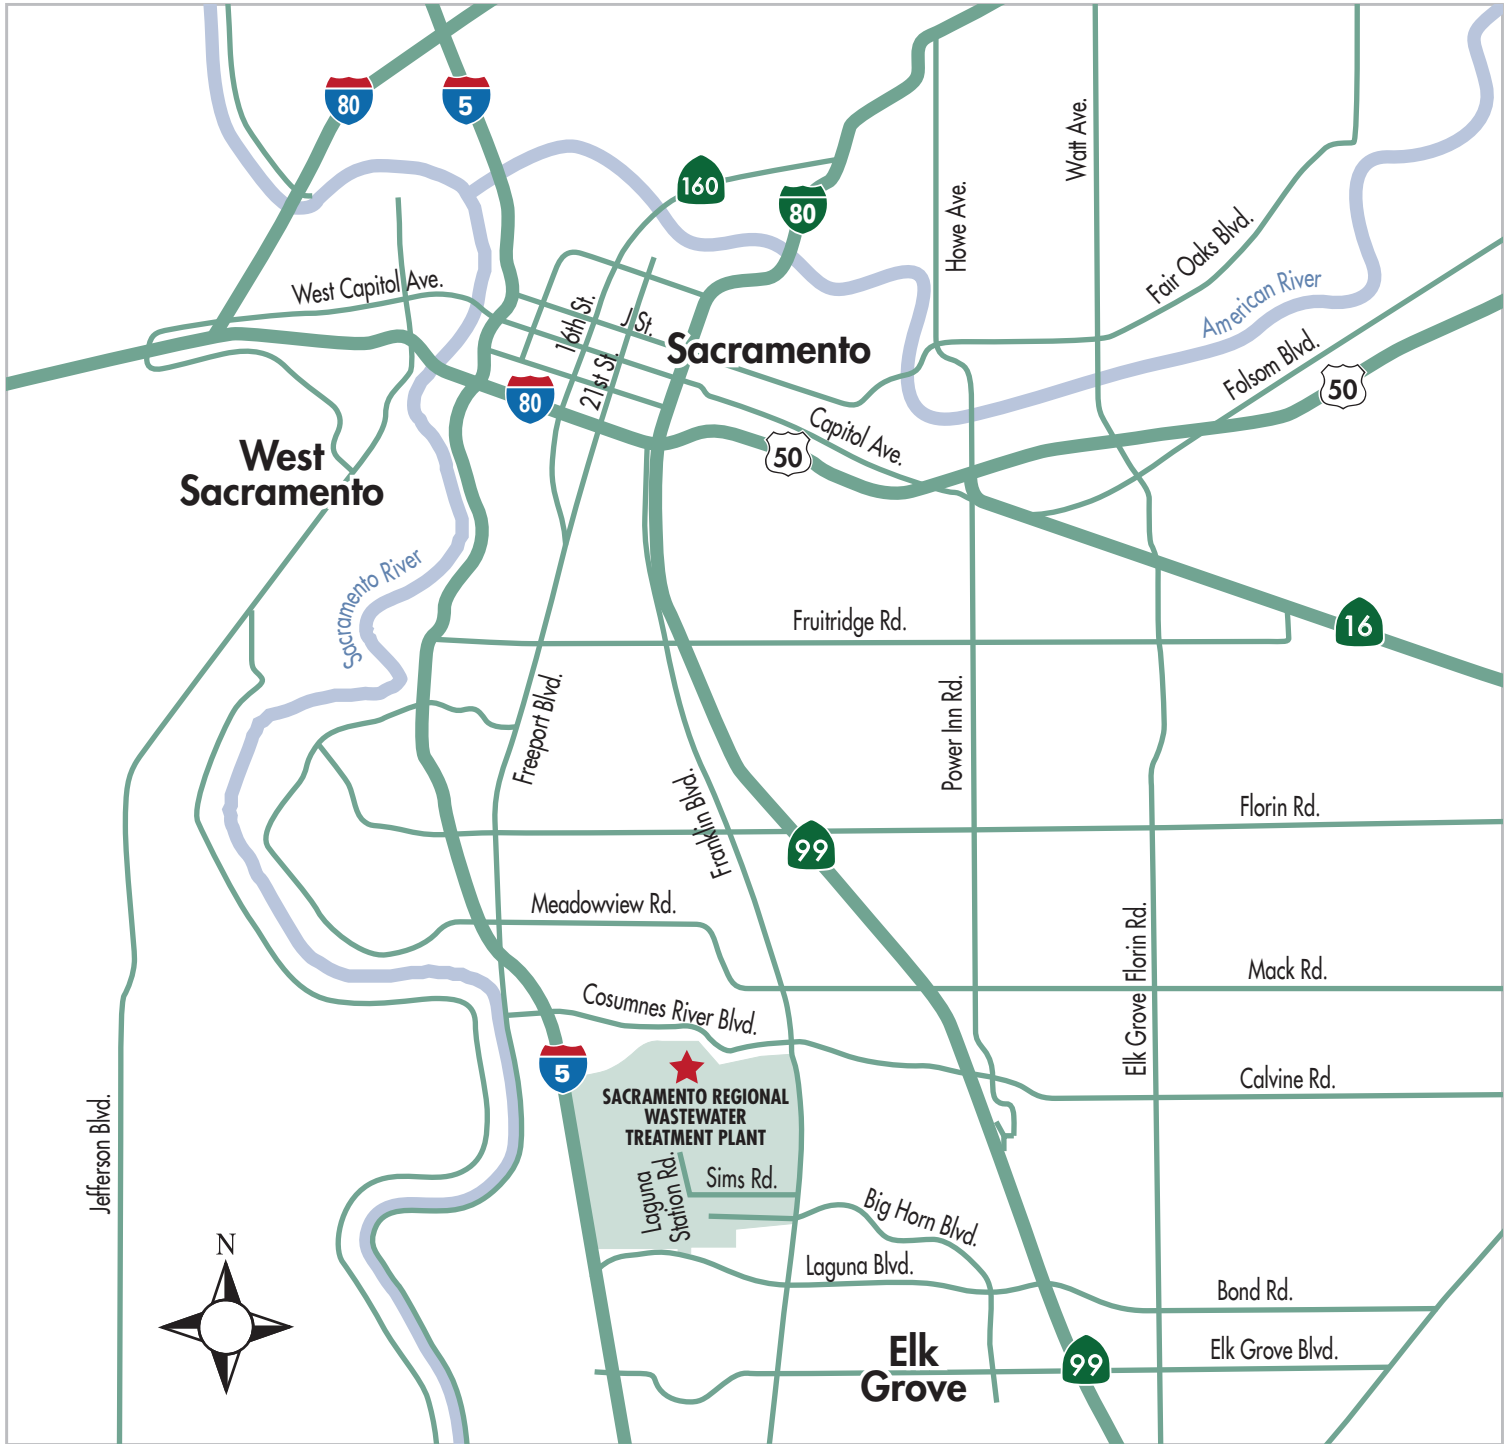 80
5
160
80
Watt Ave.
Howe Ave.
Fair Oaks Blvd.
American River
West Capitol Ave.
16th St.
J St.
21st St.
Sacramento
Folsom Blvd.
50
80
Capitol Ave.
50
West
Sacramento
Sacramento River
Fruitridge Rd.
16
Freeport Blvd.
Power Inn Rd.
Franklin Blvd.
Florin Rd.
99
Meadowview Rd.
Elk Grove Florin Rd.
Mack Rd.
Cosumnes River Blvd.
5
Calvine Rd.
SACRAMENTO REGIONAL
WASTEWATER
TREATMENT PLANT
Jefferson Blvd.
Laguna
Station Rd.
Sims Rd.
Big Horn Blvd.
N
Laguna Blvd.
Bond Rd.
Elk
Grove
99
Elk Grove Blvd.